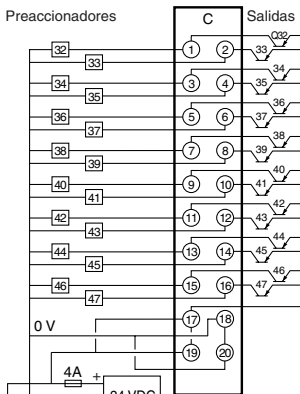 Preaccionadores C Salidas
32 1 2 33 Q32
33
34 3 4 35 34
35
36 5 6 37 36
37
38 7 8 39 38
39
40 9 10 41 40
41
42 11 12 43 42
43
44 13 14 45 44
45
46 15 16 47 46
47
0 V 17 18
19 20
4A +
24 VDC